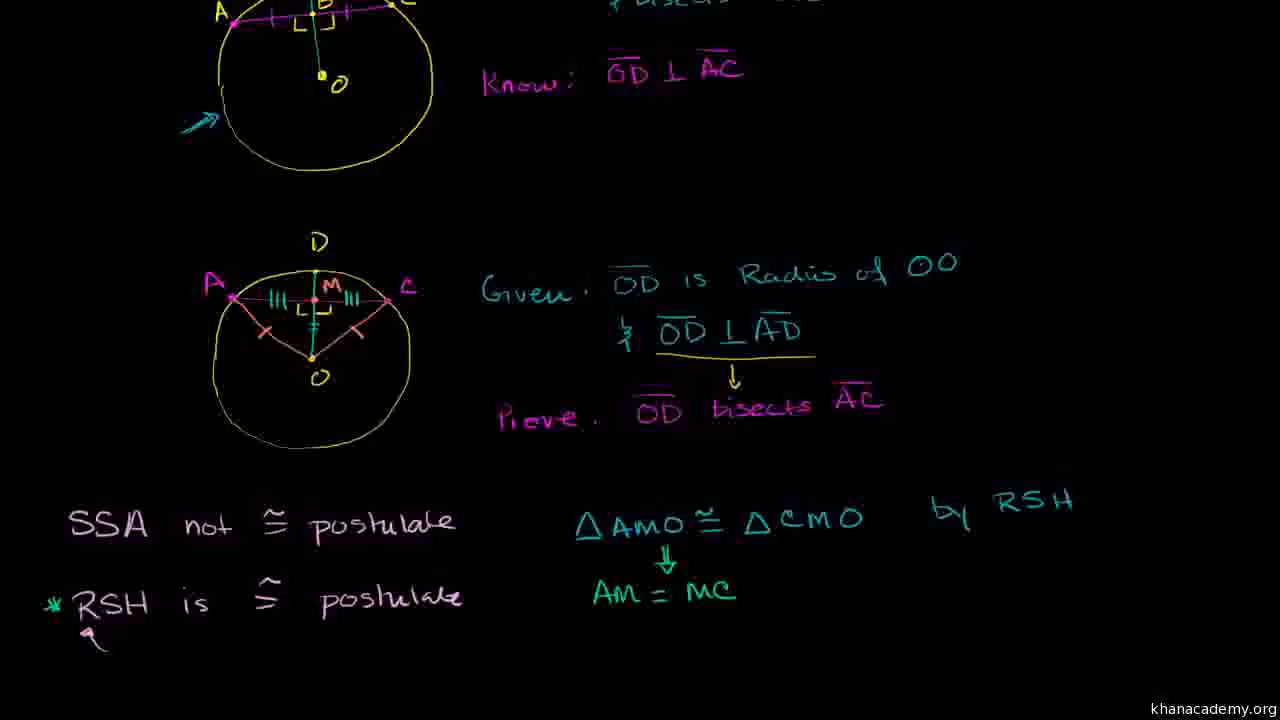 A
Know: OD ⊥ AC
O
D
A
M
C
O
Given. OD is Radius of OO
& OD ⊥ AD
Prove. OD bisects AC
SSA not ≅ postulate
△AMO ≅ △CMO by RSH
* RSH is ≅ postulate
AM = MC
khanacademy.org